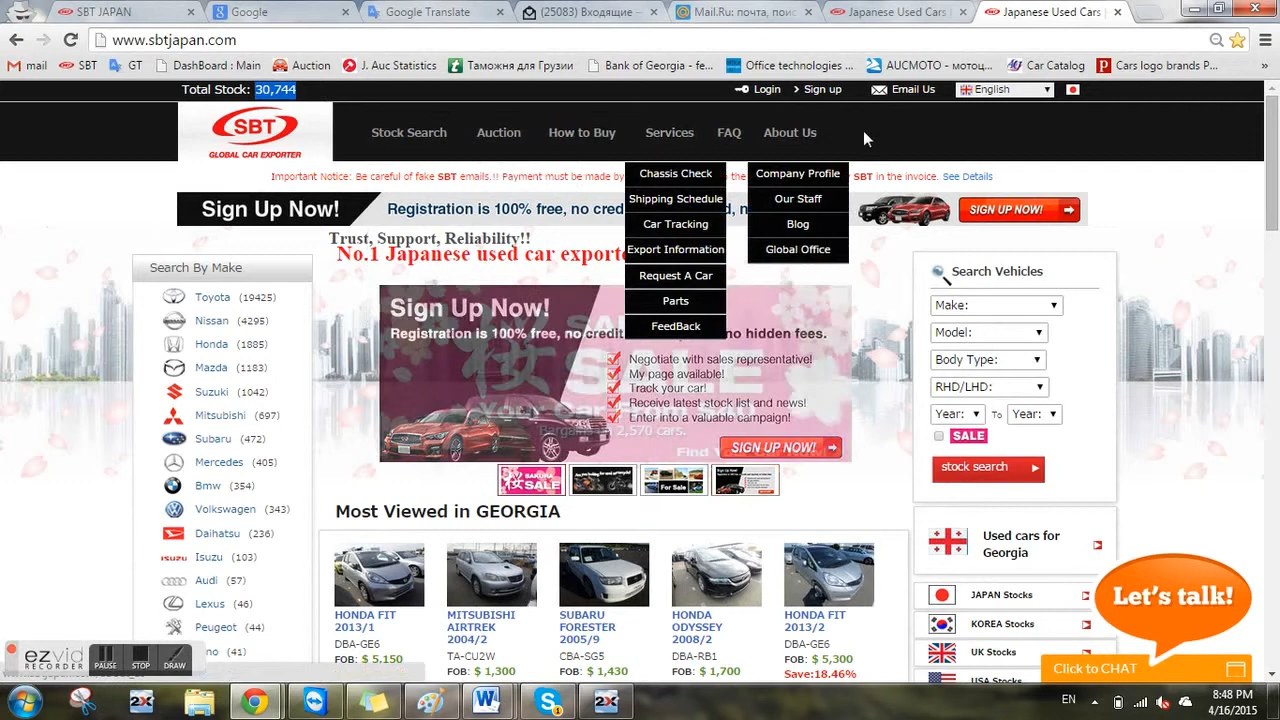 SBT JAPAN
Google
Google Translate
(25083) Входящие –
Mail.Ru: почта, поис
Japanese Used Cars |
Japanese Used Cars |
www.sbtjapan.com
mail
SBT
GT
DashBoard : Main
Auction
J. Auc Statistics
Таможня для Грузии
Bank of Georgia - fe...
Office technologies ...
АUCМОТО - мотоц...
Car Catalog
Cars logo brands P...
Total Stock: 30,744
Login
Sign up
Email Us
English
SBT
GLOBAL CAR EXPORTER
Stock Search
Auction
How to Buy
Services
FAQ
About Us
Important Notice: Be careful of fake SBT emails.!! Payment must be made by
SBT in the invoice. See Details
Chassis Check
Shipping Schedule
Car Tracking
Export Information
Request A Car
Parts
FeedBack
Company Profile
Our Staff
Blog
Global Office
Sign Up Now!
Registration is 100% free, no cred
SIGN UP NOW!
Trust, Support, Reliability!!
No.1 Japanese used car exporte
Search By Make
Toyota (19425)
Nissan (4295)
Honda (1885)
Mazda (1183)
Suzuki (1042)
Mitsubishi (697)
Subaru (472)
Mercedes (405)
Bmw (354)
Volkswagen (343)
Daihatsu (236)
ISUZU
Isuzu (103)
Audi (57)
Lexus (46)
Peugeot (44)
(41)
Sign Up Now!
Registration is 100% free, no credit
no hidden fees.
Negotiate with sales representative!
My page available!
Track your car!
Receive latest stock list and news!
Enter into a valuable campaign!
SIGN UP NOW!
SAKURA
SALE
For Sale
Most Viewed in GEORGIA
HONDA FIT
2013/1
DBA-GE6
FOB: $ 5,150
MITSUBISHI
AIRTREK
2004/2
TA-CU2W
FOB: $ 1,300
SUBARU
FORESTER
2005/9
CBA-SG5
FOB: $ 1,430
HONDA
ODYSSEY
2008/2
DBA-RB1
FOB: $ 1,700
HONDA FIT
2013/2
DBA-GE6
FOB: $ 5,300
Save:18.46%
Search Vehicles
Make:
Model:
Body Type:
RHD/LHD:
Year:
To
Year:
SALE
stock search
Used cars for
Georgia
JAPAN Stocks
KOREA Stocks
UK Stocks
USA Stocks
Let's talk!
Click to CHAT
ezvid
RECORDER
PAUSE
STOP
DRAW
EN
8:48 PM
4/16/2015